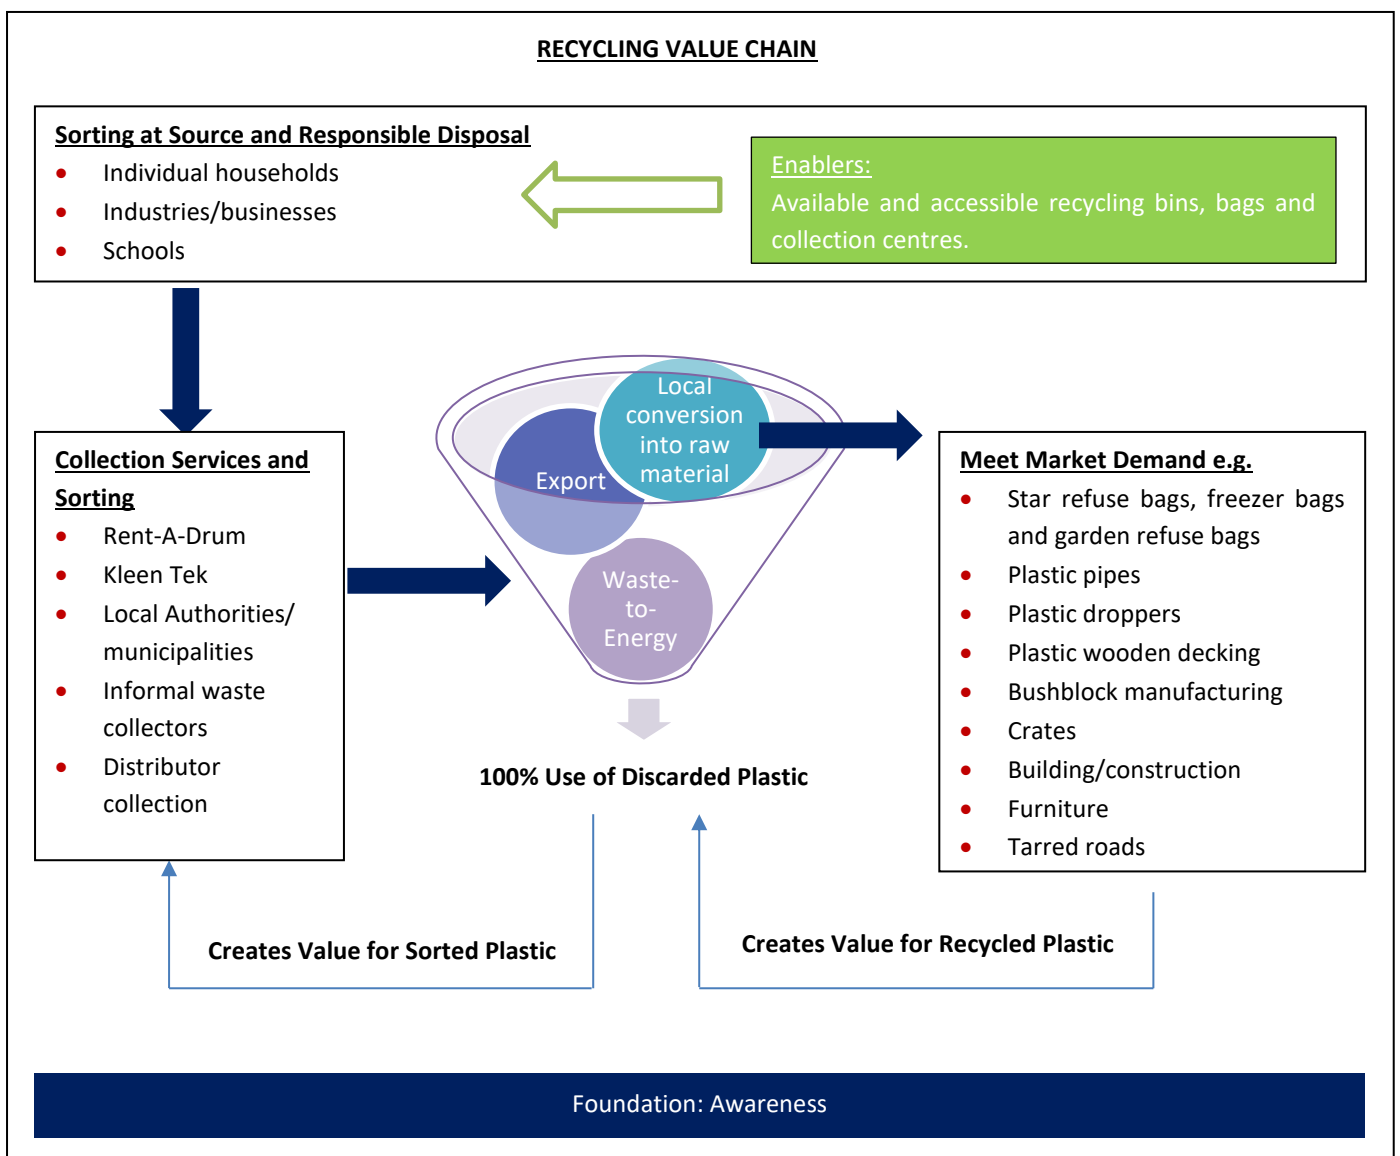 RECYCLING VALUE CHAIN
Sorting at Source and Responsible Disposal
Individual households
Industries/businesses
Schools
Enablers:
Available and accessible recycling bins, bags and
collection centres.
Collection Services and
Sorting
Rent-A-Drum
Kleen Tek
Local Authorities/
municipalities
Informal waste
collectors
Distributor
collection
Local
conversion
into raw
material
Export
Waste-
to-
Energy
100% Use of Discarded Plastic
Meet Market Demand e.g.
Star refuse bags, freezer bags
and garden refuse bags
Plastic pipes
Plastic droppers
Plastic wooden decking
Bushblock manufacturing
Crates
Building/construction
Furniture
Tarred roads
Creates Value for Sorted Plastic
Creates Value for Recycled Plastic
Foundation: Awareness